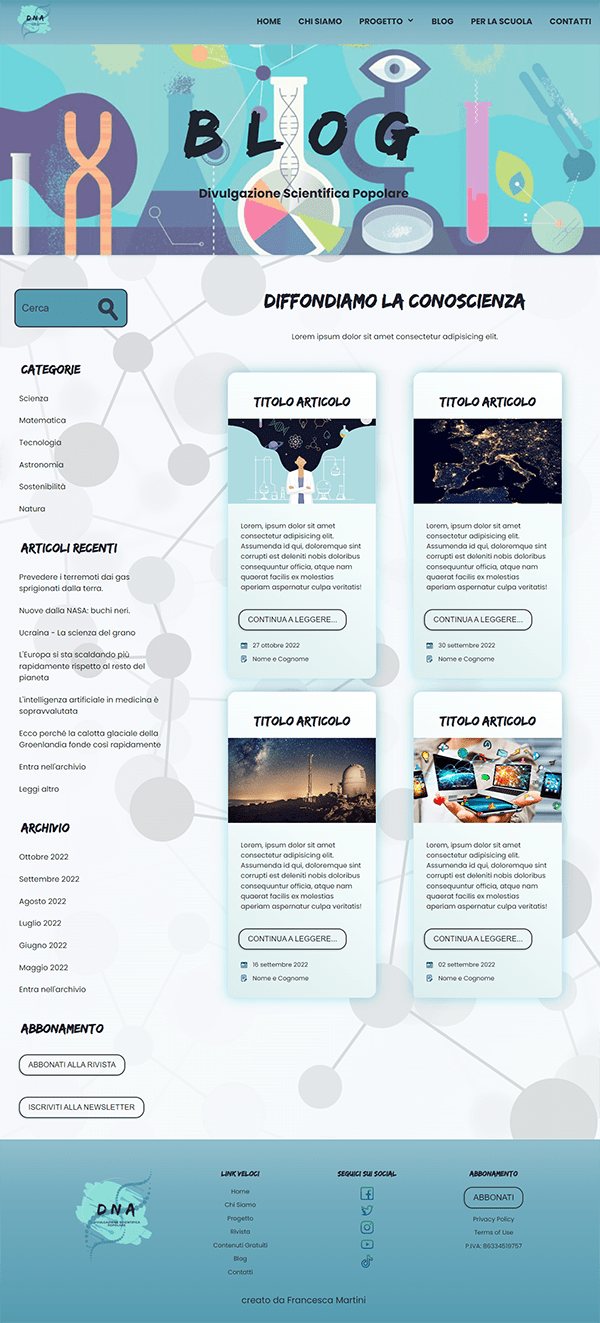 DNA
HOME CHI SIAMO PROGETTO BLOG PER LA SCUOLA CONTATTI
BLOG
Divulgazione Scientifica Popolare
Cerca
CATEGORIE
Scienza
Matematica
Tecnologia
Astronomia
Sostenibilità
Natura
ARTICOLI RECENTI
Prevedere i terremoti dai gas
sprigionati dalla terra.
Nuove dalla NASA: buchi neri.
Ucraina - La scienza del grano
L'Europa si sta scaldando più
rapidamente rispetto al resto del
pianeta
L'intelligenza artificiale in medicina è
sopravvalutata
Ecco perché la calotta glaciale della
Groenlandia fonde così rapidamente
Entra nell'archivio
Leggi altro
ARCHIVIO
Ottobre 2022
Settembre 2022
Agosto 2022
Luglio 2022
Giugno 2022
Maggio 2022
Entra nell'archivio
ABBONAMENTO
ABBONATI ALLA RIVISTA
ISCRIVITI ALLA NEWSLETTER
DIFFONDIAMO LA CONOSCIENZA
Lorem ipsum dolor sit amet consectetur adipisicing elit.
TITOLO ARTICOLO
Lorem, ipsum dolor sit amet
consectetur adipisicing elit.
Assumenda id qui, doloremque sint
corrupti est deleniti nobis doloribus
consequuntur officia, atque nam
quaerat facilis ex molestias
aperiam aspernatur culpa veritatis!
CONTINUA A LEGGERE...
27 ottobre 2022
Nome e Cognome
TITOLO ARTICOLO
Lorem, ipsum dolor sit amet
consectetur adipisicing elit.
Assumenda id qui, doloremque sint
corrupti est deleniti nobis doloribus
consequuntur officia, atque nam
quaerat facilis ex molestias
aperiam aspernatur culpa veritatis!
CONTINUA A LEGGERE...
30 settembre 2022
Nome e Cognome
TITOLO ARTICOLO
Lorem, ipsum dolor sit amet
consectetur adipisicing elit.
Assumenda id qui, doloremque sint
corrupti est deleniti nobis doloribus
consequuntur officia, atque nam
quaerat facilis ex molestias
aperiam aspernatur culpa veritatis!
CONTINUA A LEGGERE...
16 settembre 2022
Nome e Cognome
TITOLO ARTICOLO
Lorem, ipsum dolor sit amet
consectetur adipisicing elit.
Assumenda id qui, doloremque sint
corrupti est deleniti nobis doloribus
consequuntur officia, atque nam
quaerat facilis ex molestias
aperiam aspernatur culpa veritatis!
CONTINUA A LEGGERE...
02 settembre 2022
Nome e Cognome
DNA
DIVULGAZIONE SCIENTIFICA
POPOLARE
LINK VELOCI
Home
Chi Siamo
Progetto
Rivista
Contenuti Gratuiti
Blog
Contatti
SEGUICI SUI SOCIAL
ABBONAMENTO
ABBONATI
Privacy Policy
Terms of Use
P.IVA: 86334519757
creato da Francesca Martini